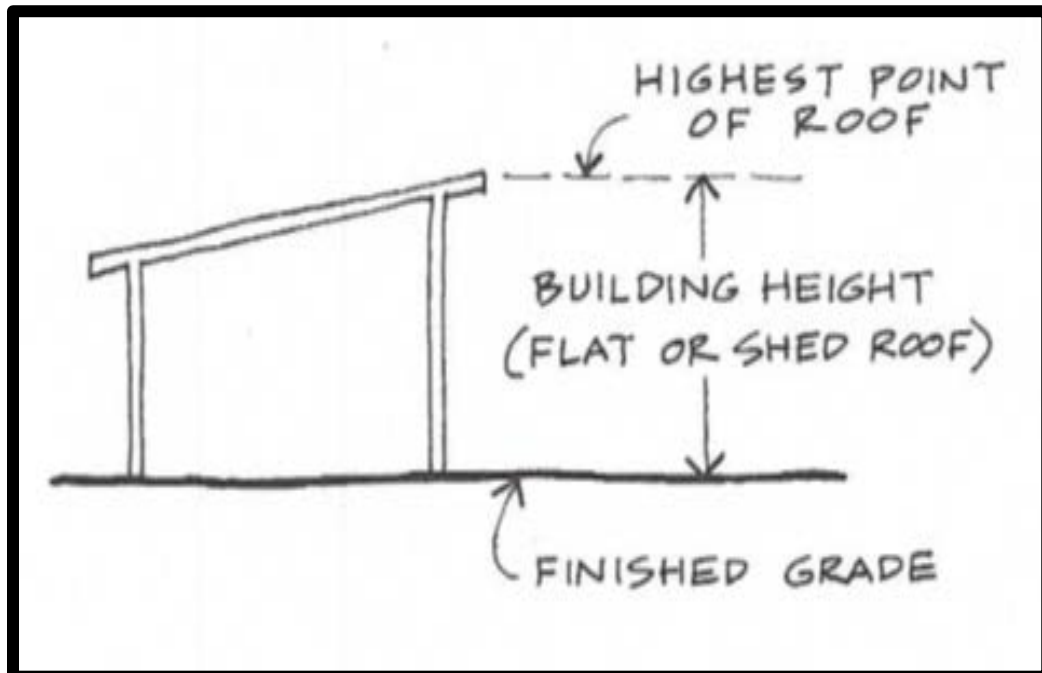 HIGHEST POINT
OF ROOF
BUILDING HEIGHT
(FLAT OR SHED ROOF)
FINISHED GRADE